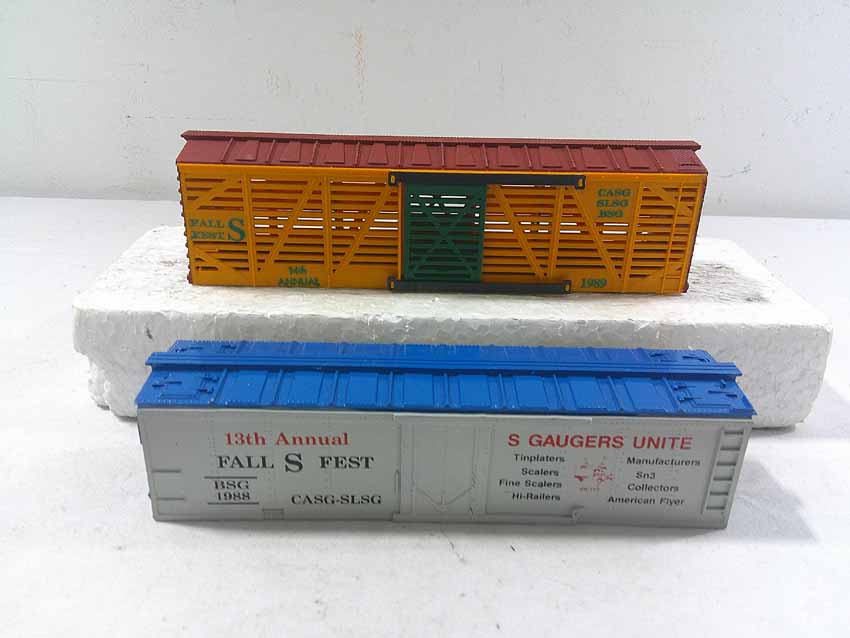 CASG
SLSG
BSG
FALL S
FEST
14th
ANNUAL
1989
13th Annual
FALL S FEST
BSG
1988
CASG-SLSG
S GAUGERS UNITE
Tinplaters
Scalers
Fine Scalers
Hi-Railers
Manufacturers
Sn3
Collectors
American Flyer